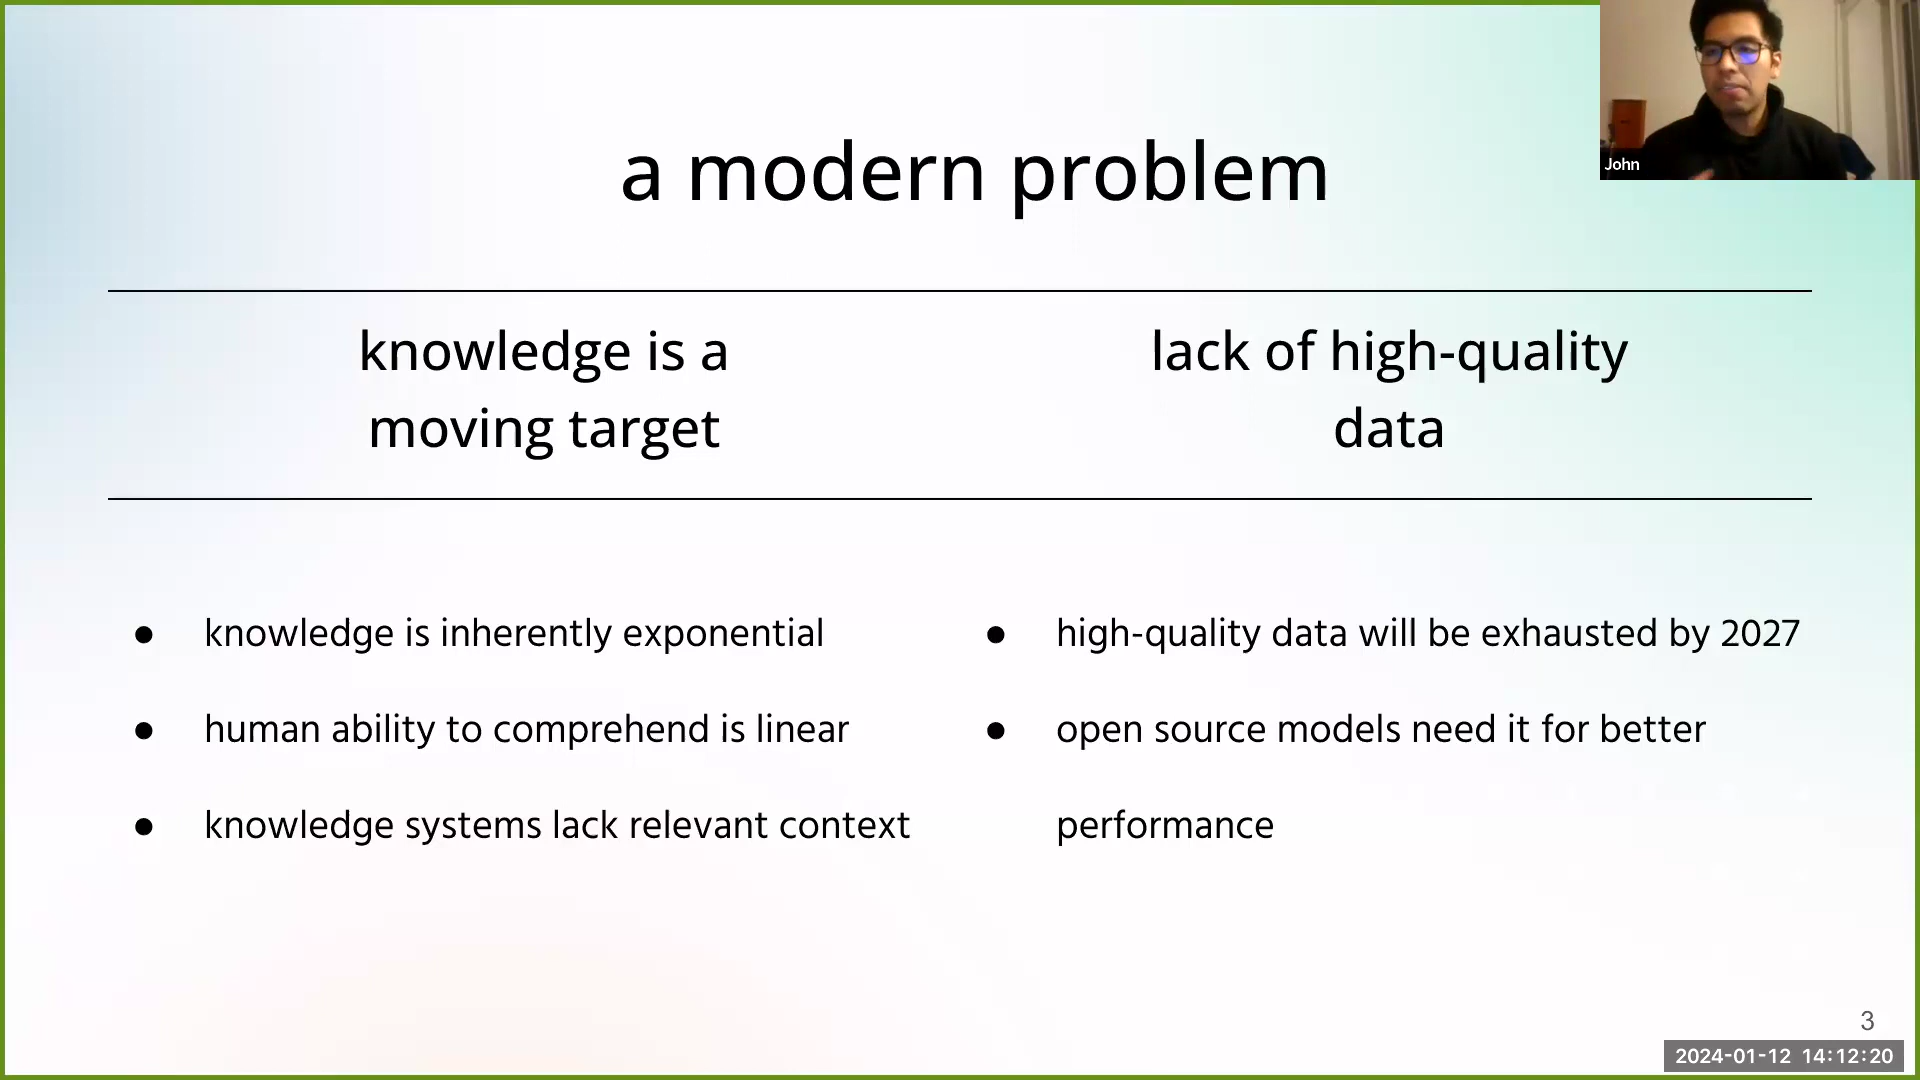 John
a modern problem
knowledge is a
moving target
lack of high-quality
data
● knowledge is inherently exponential
● human ability to comprehend is linear
● knowledge systems lack relevant context
● high-quality data will be exhausted by 2027
● open source models need it for better
performance
3
2024-01-12 14:12:20